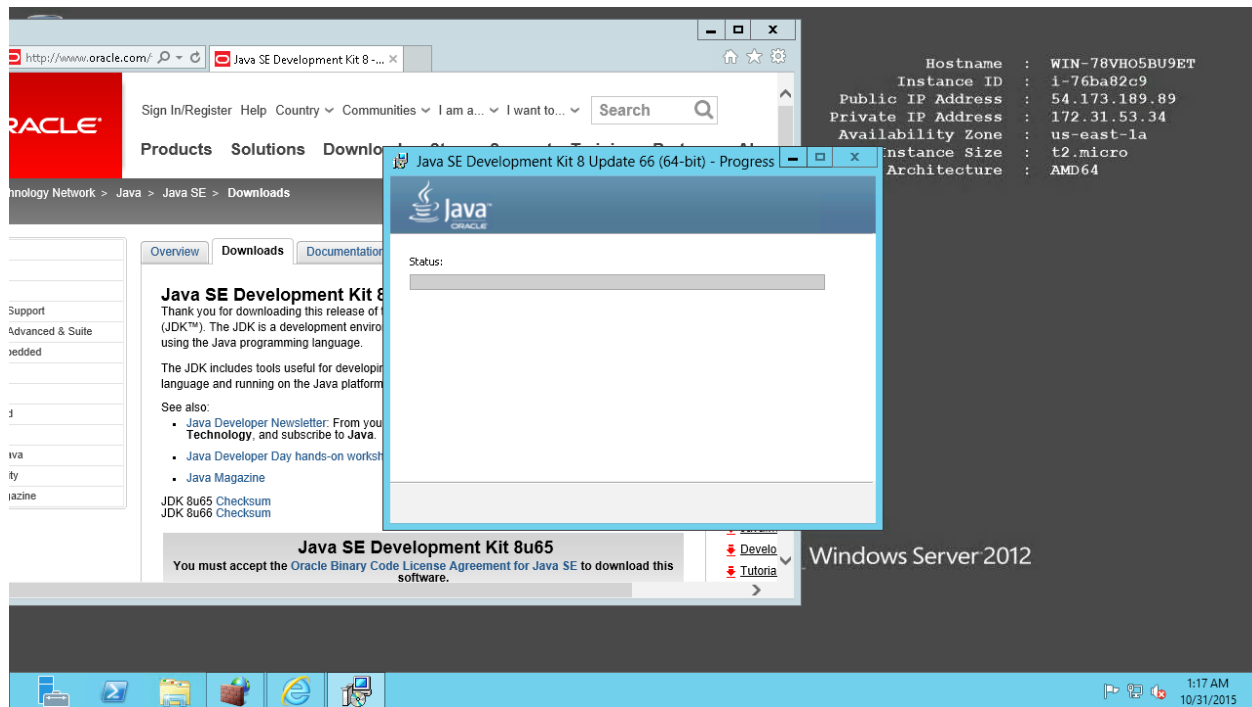 http://www.oracle.com/
Java SE Development Kit 8 -...
Sign In/Register Help Country Communities I am a... I want to... Search
Products Solutions
Java SE Development Kit 8 Update 66 (64-bit) - Progress
Java
ORACLE
Status:
Java > Java SE > Downloads
Overview Downloads
Support
Advanced & Suite
Java SE Development Kit 8
Thank you for downloading this release of
(JDK™). The JDK is a development
using the Java programming language.
The JDK includes tools useful for
language and running on the Java platform
See also:
Java Developer Newsletter: From you
Technology, and subscribe to Java.
Java Developer Day hands-on
Java Magazine
JDK 8u65 Checksum
JDK 8u66 Checksum
Java SE Development Kit 8u65
You must accept the Oracle Binary Code License Agreement for Java SE to download this
software.
Hostname : WIN-78VHO5BU9ET
Instance ID : i-76ba82c9
Public IP Address : 54.173.189.89
Private IP Address : 172.31.53.34
Availability Zone : us-east-1a
Instance Size : t2.micro
Architecture : AMD64
Windows Server 2012
1:17 AM
10/31/2015